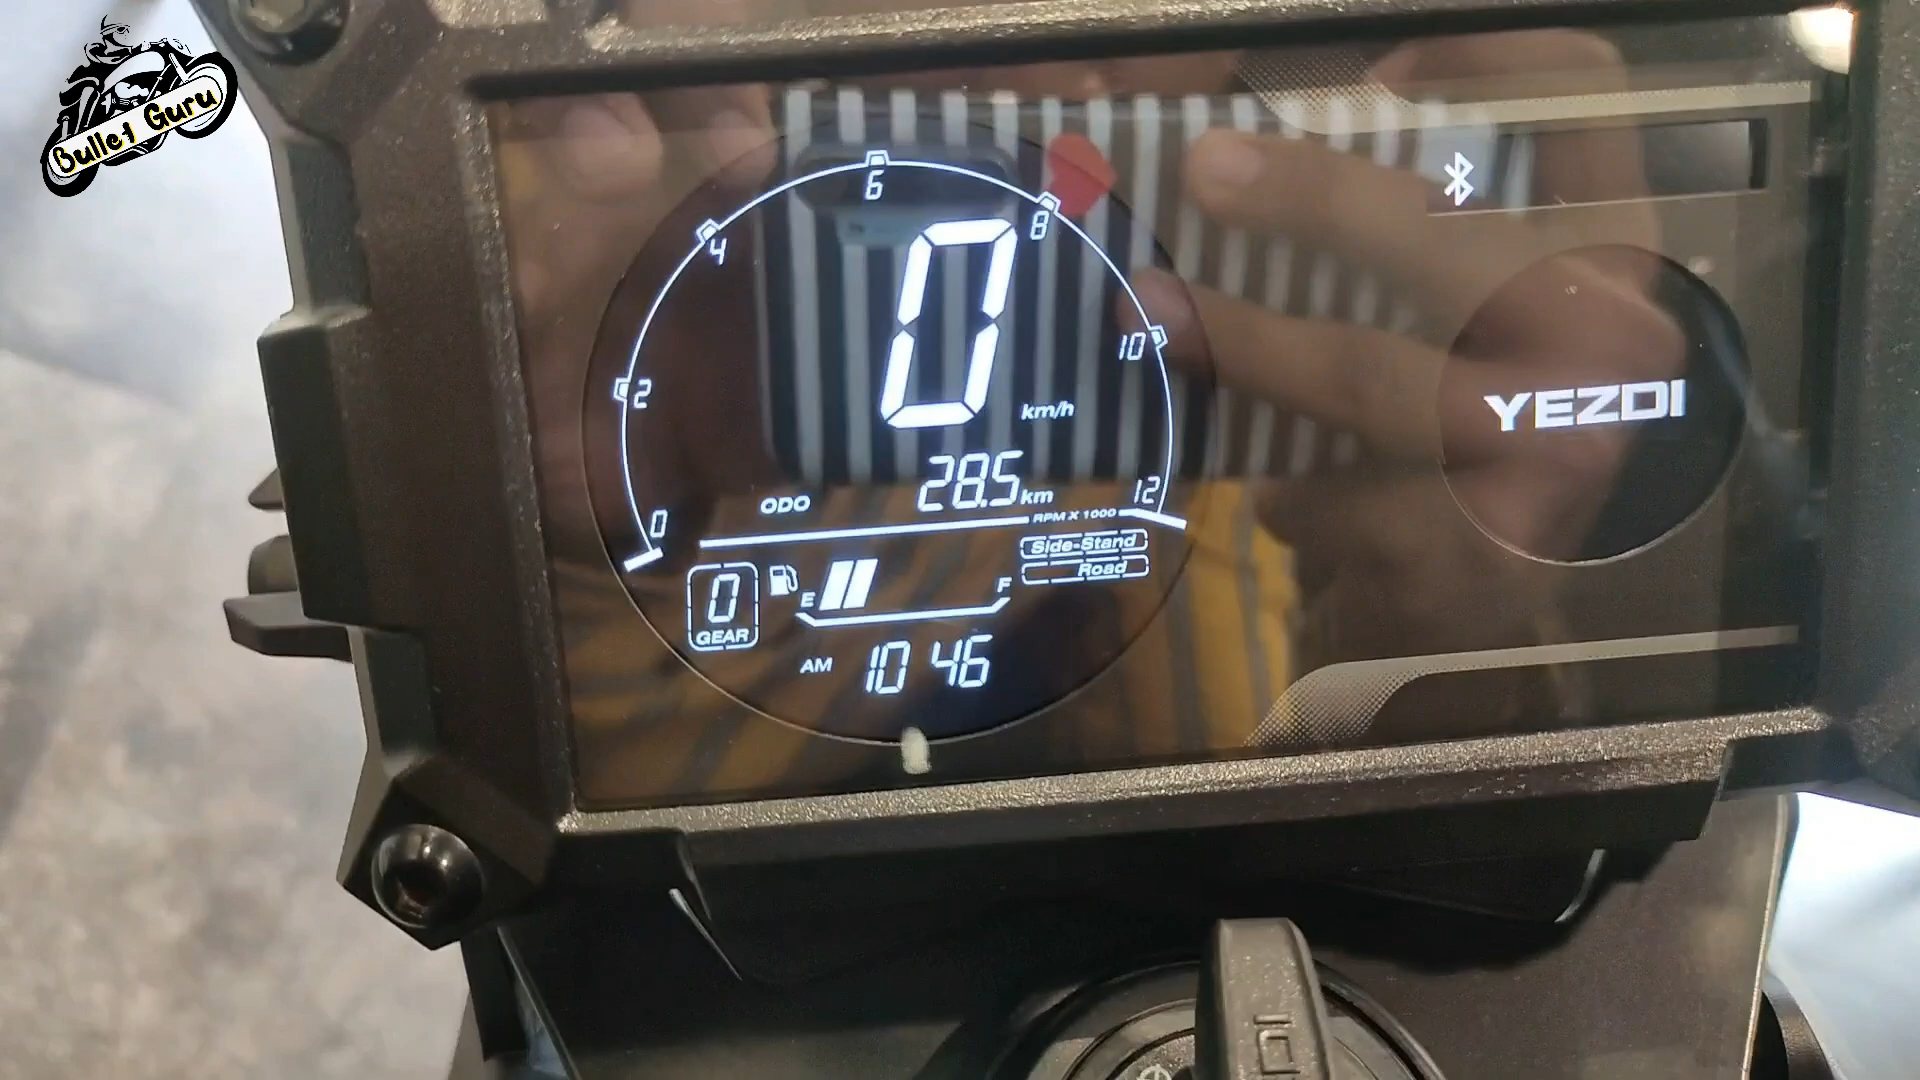 Bullet Guru
6
4
8
0
km/h
10
2
YEZDI
28.5 km
ODO
12
0
RPM X 1000
Side-Stand
Road
0
GEAR
E
F
AM 10 46